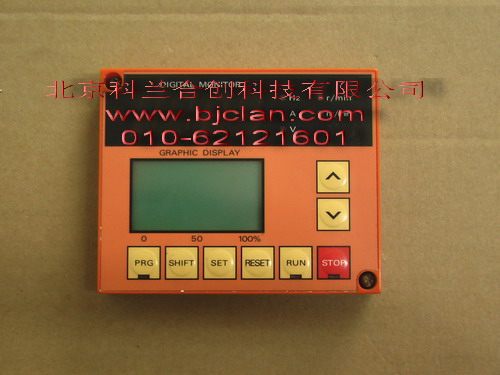 DIGITAL MONITOR
北京科兰合创科技有限公司
Hz r/min
www.bjclan.com
A
010-62121601
V
GRAPHIC DISPLAY
0 50 100%
PRG SHIFT SET RESET RUN STOP